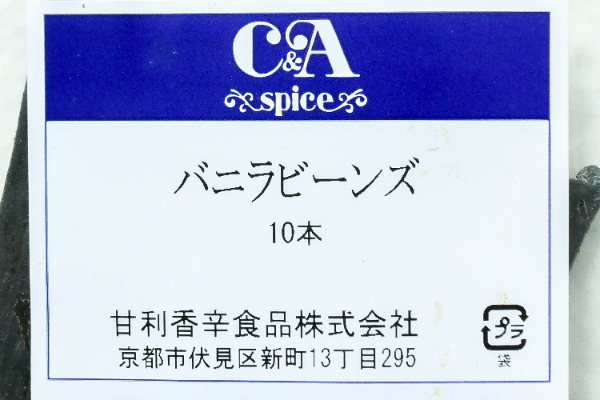 C&A
spice
バニラビーンズ
10本
甘利香辛食品株式会社
京都市伏見区新町13丁目295
プラ
袋